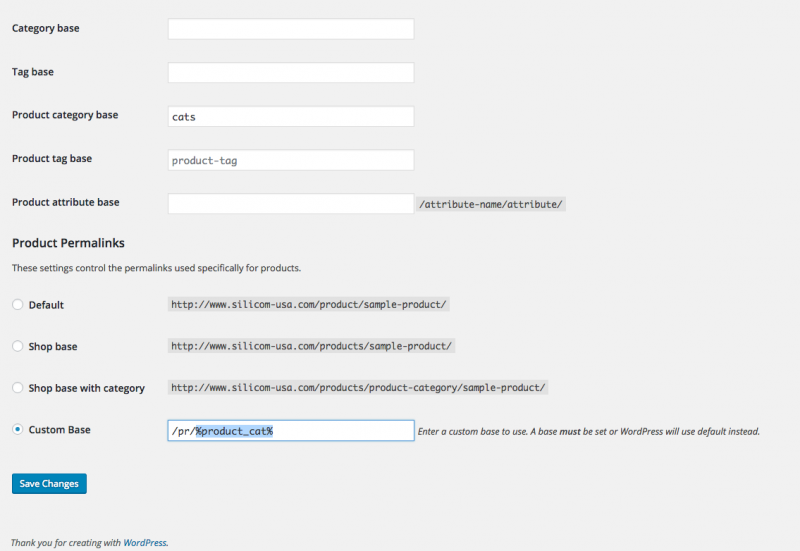 Category base
Tag base
Product category base cats
Product tag base product-tag
Product attribute base /attribute-name/attribute/
Product Permalinks
These settings control the permalinks used specifically for products.
Default http://www.silicom-usa.com/product/sample-product/
Shop base http://www.silicom-usa.com/products/sample-product/
Shop base with category http://www.silicom-usa.com/products/product-category/sample-product/
Custom Base /pr/%product_cat% Enter a custom base to use. A base must be set or WordPress will use default instead.
Save Changes
Thank you for creating with WordPress.